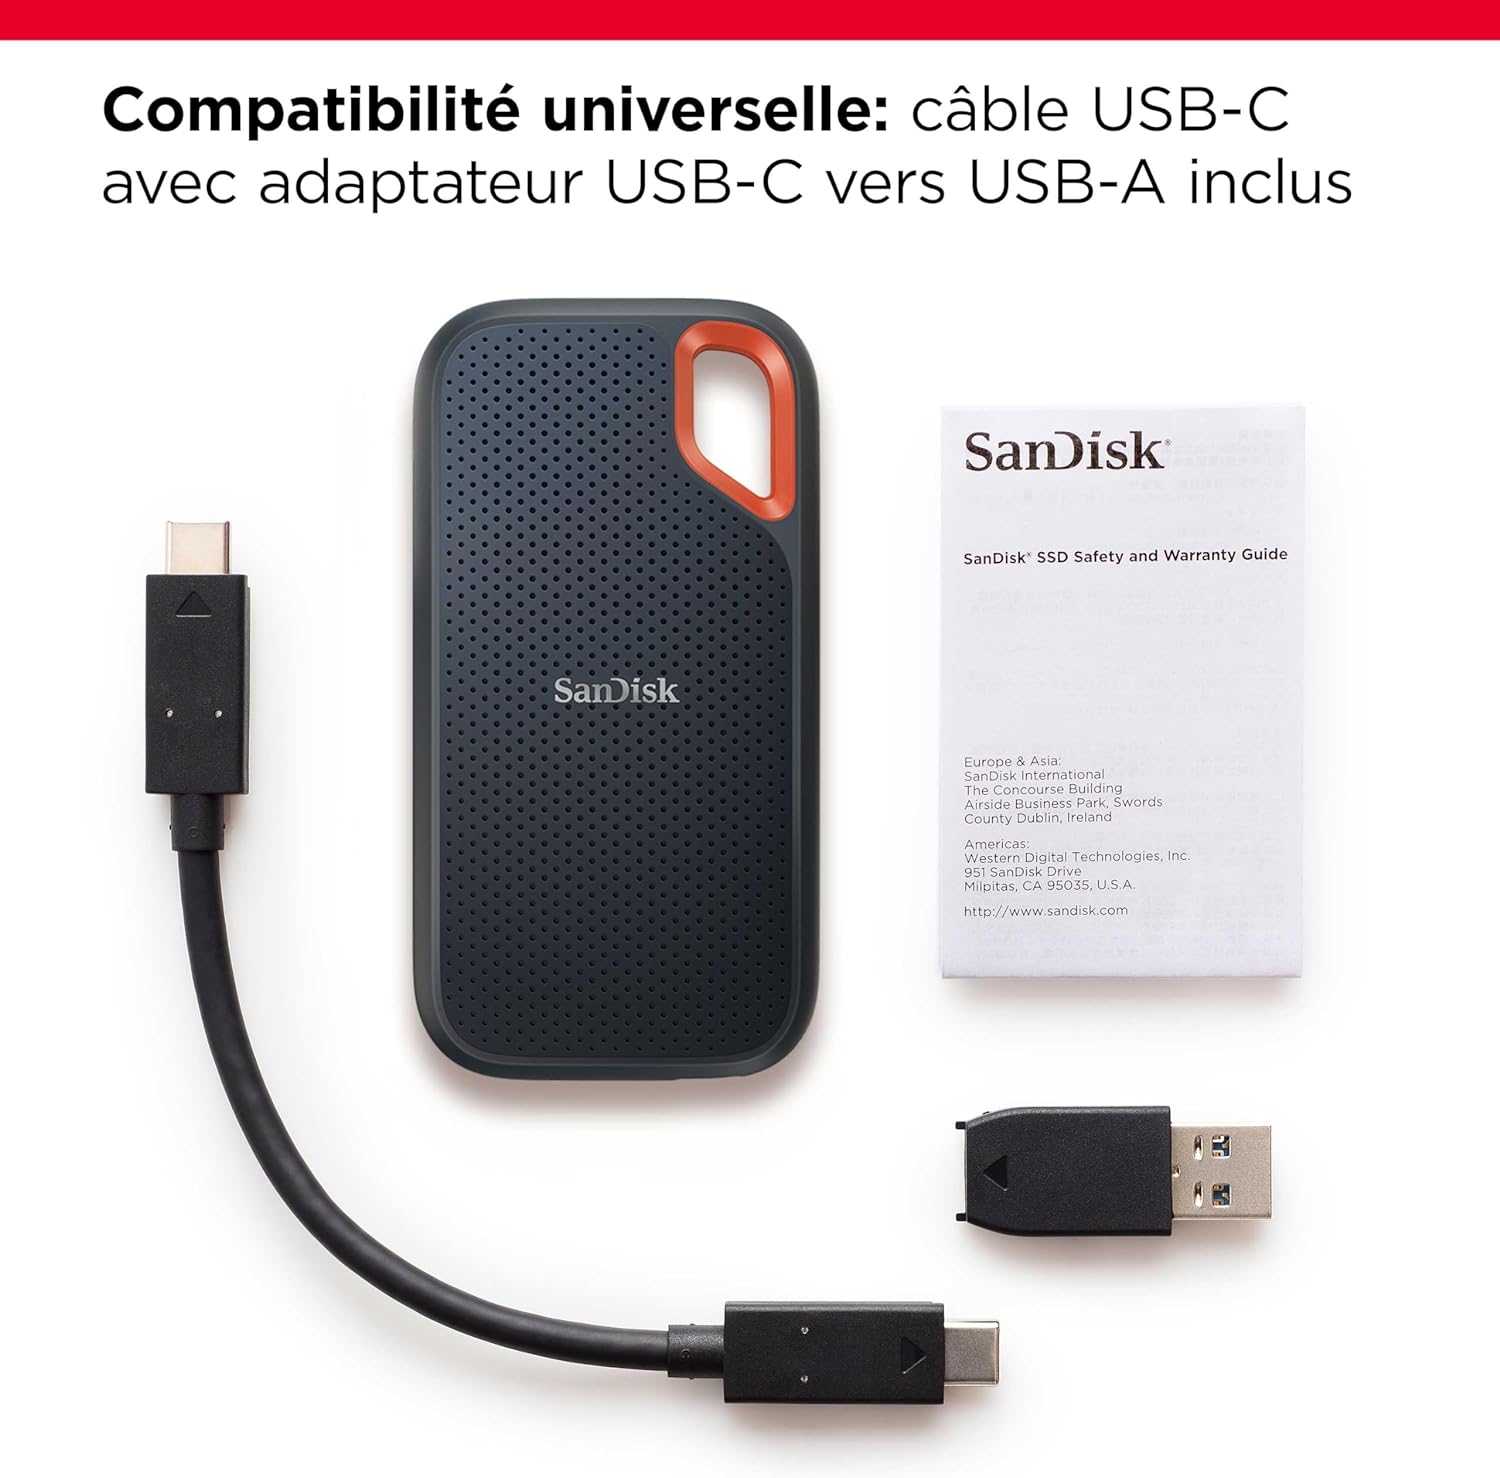 Compatibilité universelle: câble USB-C
avec adaptateur USB-C vers USB-A inclus
SanDisk
SanDisk®
SanDisk® SSD Safety and Warranty Guide
Europe & Asia:
SanDisk International
The Concourse Building
Airside Business Park, Swords
County Dublin, Ireland
Americas:
Western Digital Technologies, Inc.
951 SanDisk Drive
Milpitas, CA 95035, U.S.A.
http://www.sandisk.com